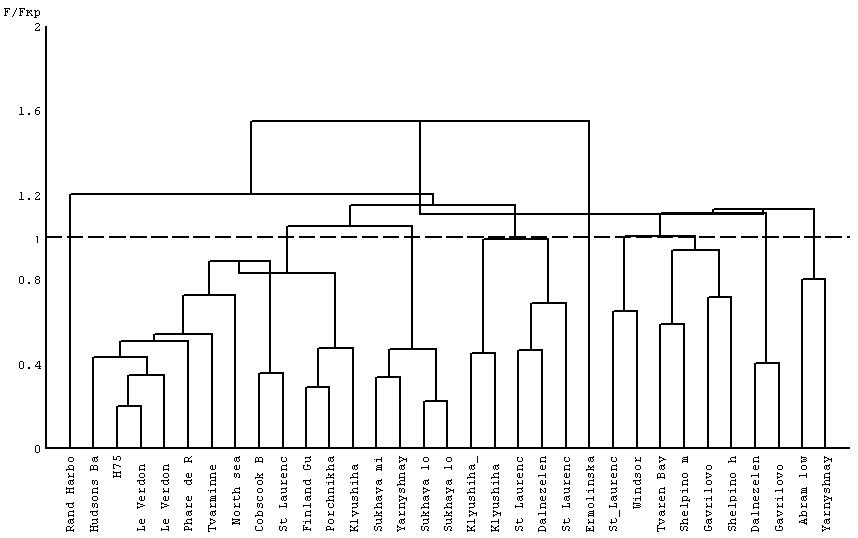 F/Fкр
2
1.6
1.2
1
0.8
0.4
0
Rand Harbo
Hudsons Ba
H75
Le Verdon
Le Verdon
Phare de R
Tvarminne
North sea
Cobscook B
St Laurenc
Finland Gu
Porchnikha
Klyushiha
Sukhaya mi
Yarnyshnay
Sukhaya lo
Sukhaya lo
Klyushiha_
Klyushiha
St Laurenc
Dalnezelen
St Laurenc
Ermolinska
St_Laurenc
Windsor
Tvaren Bay
Shelpino m
Gavrilovo
Shelpino h
Dalnezelen
Gavrilovo
Abram low
Yarnyshnay